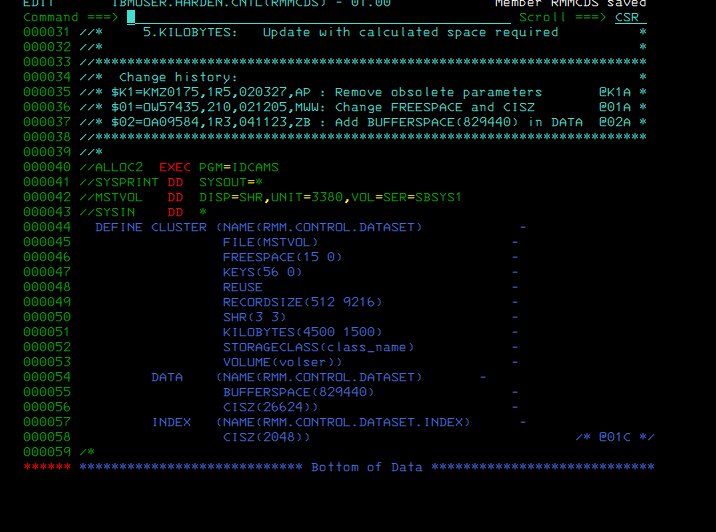 EDIT       IBMUSER.HARDEN.CNTL(RMMCDS) - 01.00             Member RMMCDS saved
Command ===>                                                  Scroll ===> CSR
000031 //*     5.KILOBYTES:   Update with calculated space required          *
000032 //*                                                                   *
000033 //*********************************************************************
000034 //*  Change history:                                                  *
000035 //* $K1=KMZ0175,1R5,020327,AP : Remove obsolete parameters       @K1A *
000036 //* $01=OW57435,210,021205,MWW: Change FREESPACE and CISZ        @01A *
000037 //* $02=OA09584,1R3,041123,ZB : Add BUFFERSPACE(829440) in DATA  @02A *
000038 //*********************************************************************
000039 //*
000040 //ALLOC2  EXEC PGM=IDCAMS
000041 //SYSPRINT DD  SYSOUT=*
000042 //MSTVOL   DD  DISP=SHR,UNIT=3380,VOL=SER=SBSYS1
000043 //SYSIN    DD  *
000044   DEFINE CLUSTER (NAME(RMM.CONTROL.DATASET)            -
000045                   FILE(MSTVOL)                        -
000046                   FREESPACE(15 0)                     -
000047                   KEYS(56 0)                          -
000048                   REUSE                               -
000049                   RECORDSIZE(512 9216)                -
000050                   SHR(3 3)                            -
000051                   KILOBYTES(4500 1500)                -
000052                   STORAGECLASS(class_name)            -
000053                   VOLUME(volser))                     -
000054          DATA    (NAME(RMM.CONTROL.DATASET)       -
000055                   BUFFERSPACE(829440)                 -
000056                   CISZ(26624))                        -
000057          INDEX   (NAME(RMM.CONTROL.DATASET.INDEX)      -
000058                   CISZ(2048))                                 /* @01C */
000059 /*
****** **************************** Bottom of Data ****************************